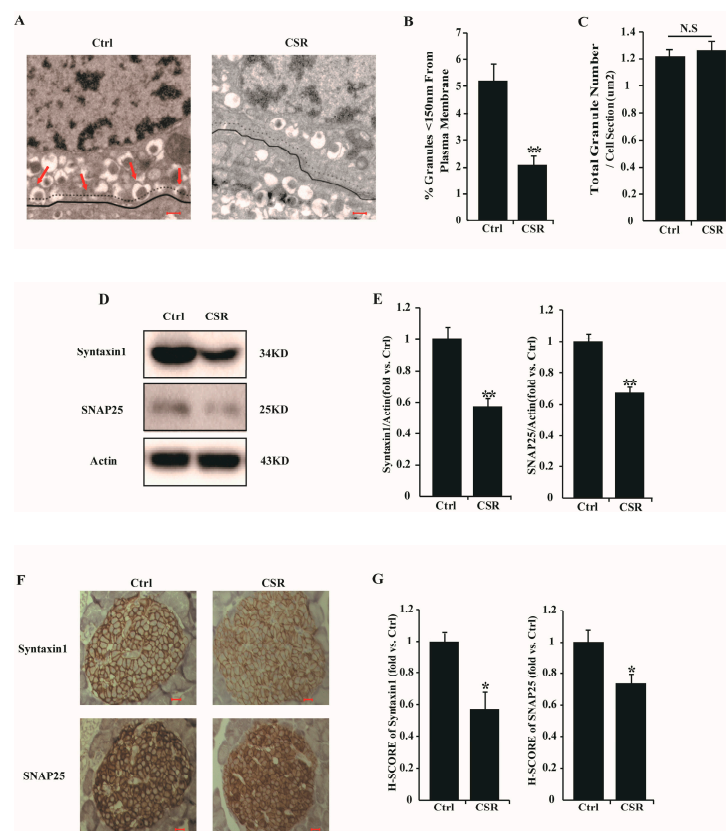 A
Ctrl
CSR
B
% Granules <150nm From
Plasma Membrane
7
6
5
4
3
2
1
0
**
Ctrl
CSR
C
Total Granule Number
/ Cell Section(um2)
1.4
1.2
1
0.8
0.6
0.4
0.2
0
N.S
Ctrl
CSR
D
Ctrl
CSR
Syntaxin1
34KD
SNAP25
25KD
Actin
43KD
E
Syntaxin1/Actin(fold vs. Ctrl)
1.2
1
0.8
0.6
0.4
0.2
0
**
Ctrl
CSR
SNAP25/Actin(fold vs. Ctrl)
1.2
1
0.8
0.6
0.4
0.2
0
**
Ctrl
CSR
F
Ctrl
CSR
Syntaxin1
SNAP25
G
H-SCORE of Syntaxin1 (fold vs. Ctrl)
1.2
1
0.8
0.6
0.4
0.2
0
*
Ctrl
CSR
H-SCORE of SNAP25 (fold vs. Ctrl)
1.2
1
0.8
0.6
0.4
0.2
0
*
Ctrl
CSR